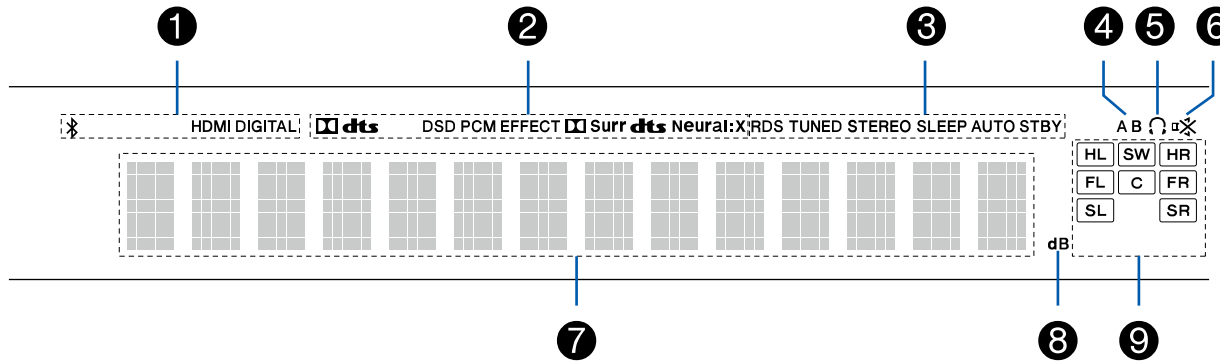 1 2 3 4 5 6
HDMI DIGITAL dts DSD PCM EFFECT Surr dts Neural:X RDS TUNED STEREO SLEEP AUTO STBY A B
HL SW HR
FL C FR
SL SR
dB
7 8 9